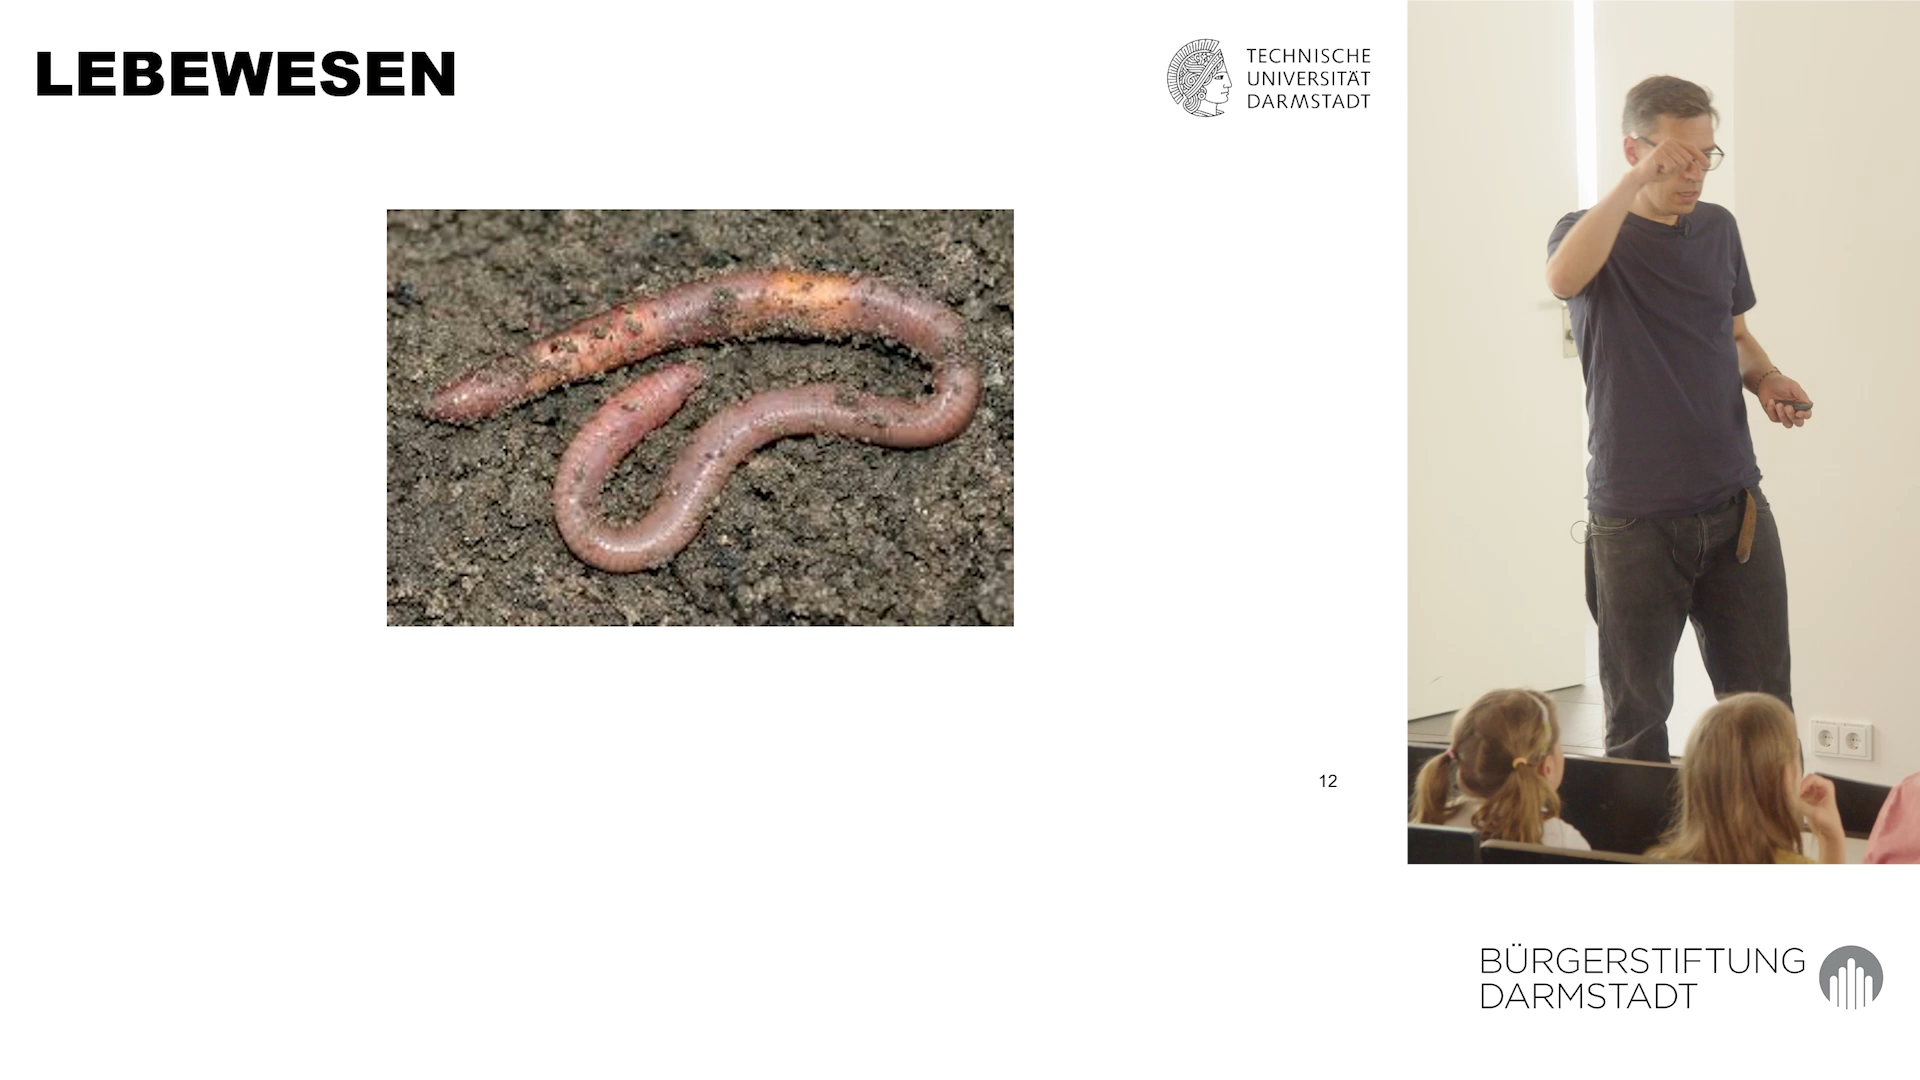 LEBEWESEN
TECHNISCHE
UNIVERSITÄT
DARMSTADT
12
BÜRGERSTIFTUNG
DARMSTADT